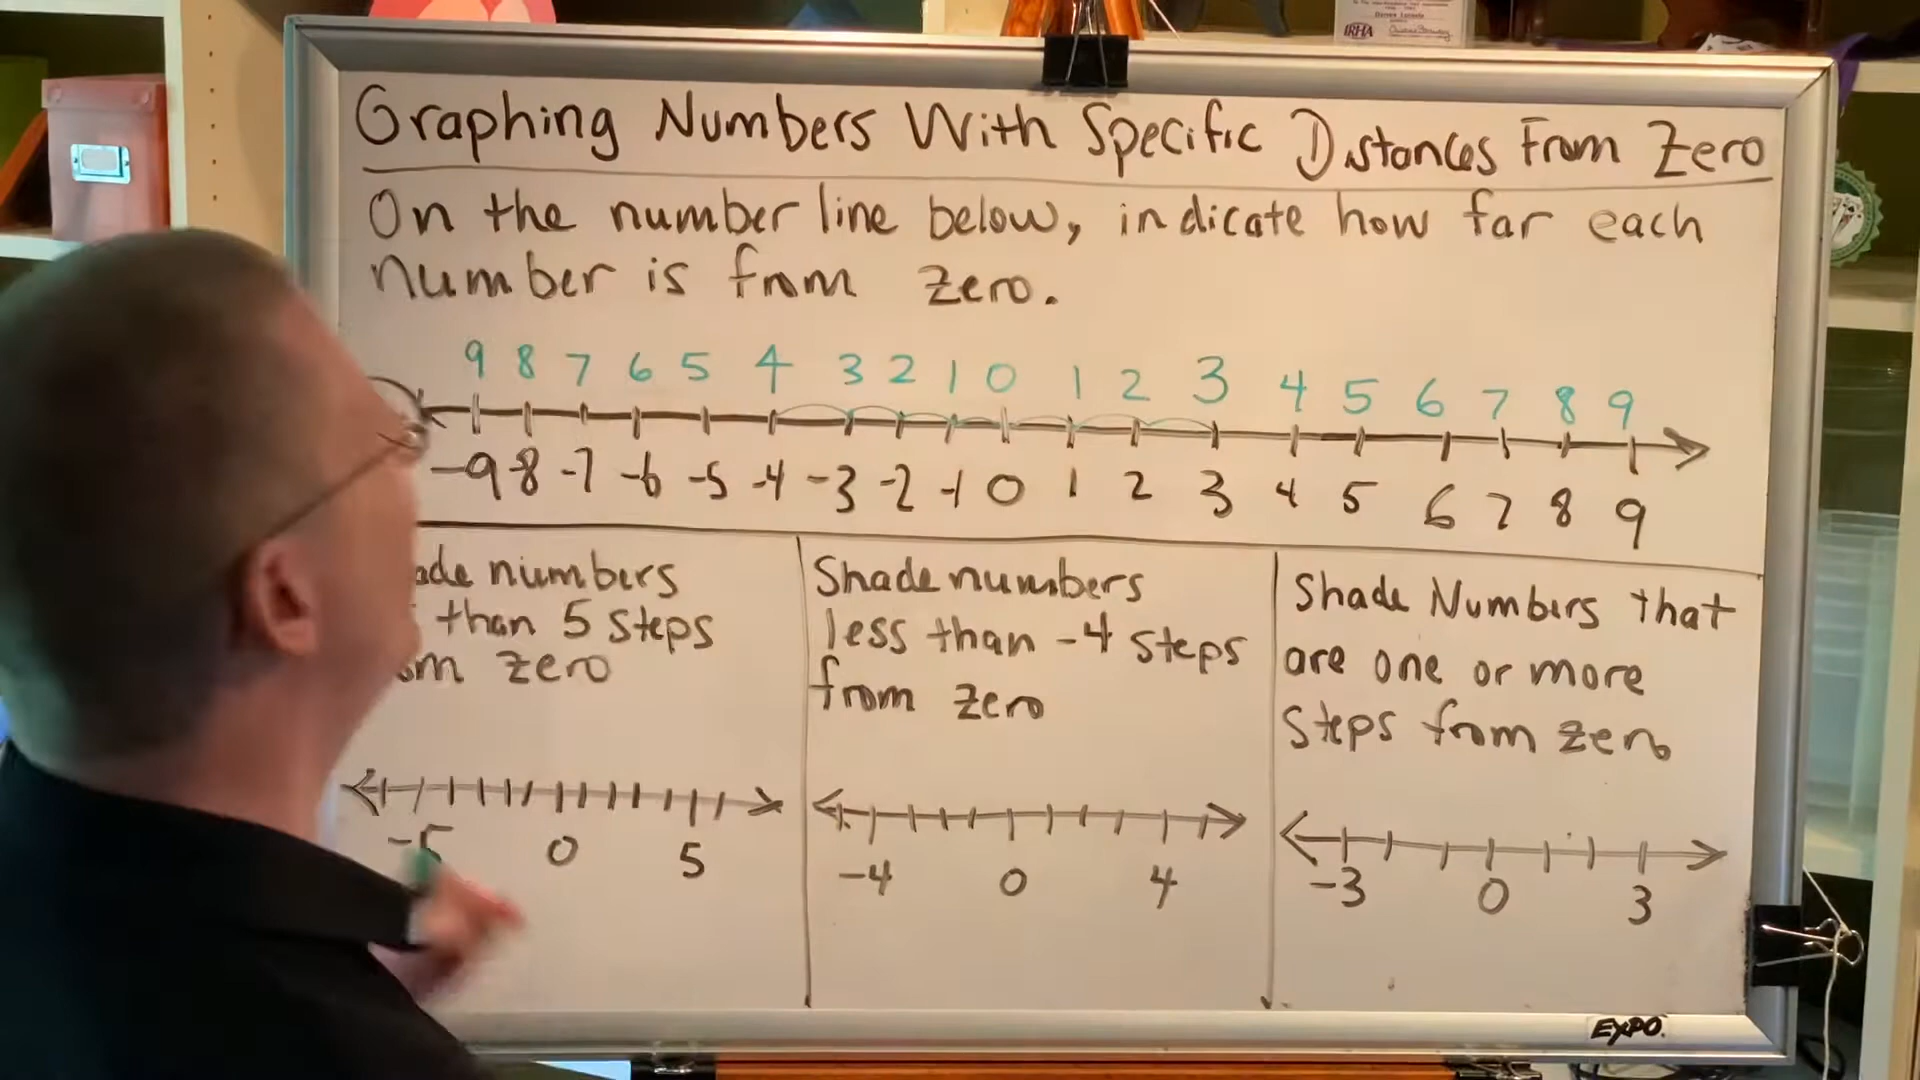 Graphing Numbers With Specific Distances From Zero
On the number line below, indicate how far each
number is from zero.
9 8 7 6 5 4 3 2 1 0 1 2 3 4 5 6 7 8 9
-9 -8 -7 -6 -5 -4 -3 -2 -1 0 1 2 3 4 5 6 7 8 9
numbers
than 5 steps
zero
-5 0 5
Shade numbers
less than -4 steps
from zero
-4 0 4
Shade Numbers that
are one or more
steps from zero
-3 0 3
EXPO.
IRHA